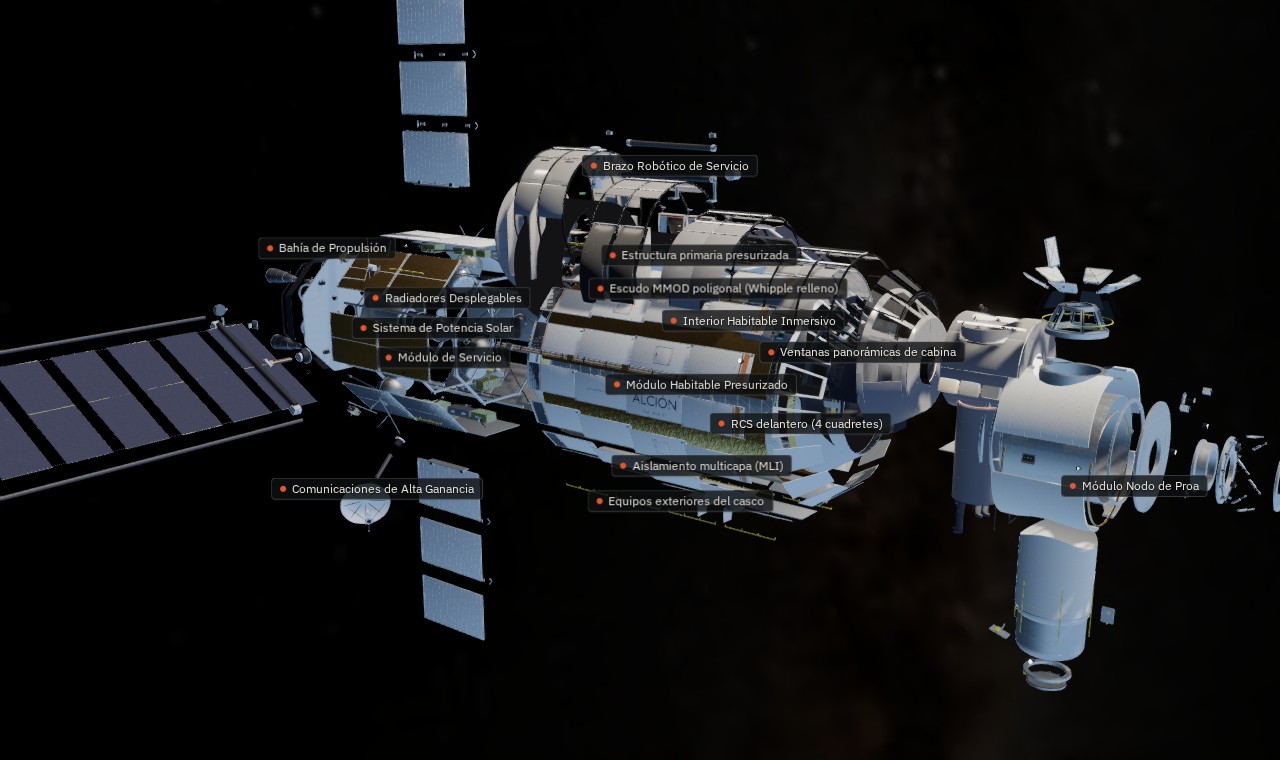 Brazo Robótico de Servicio
Bahía de Propulsión
Estructura primaria presurizada
Escudo MMOD poligonal (Whipple relleno)
Radiadores Desplegables
Interior Habitable Inmersivo
Sistema de Potencia Solar
Ventanas panorámicas de cabina
Módulo de Servicio
Módulo Habitable Presurizado
ALCIÓN
RCS delantero (4 cuadretes)
Aislamiento multicapa (MLI)
Módulo Nodo de Proa
Comunicaciones de Alta Ganancia
Equipos exteriores del casco